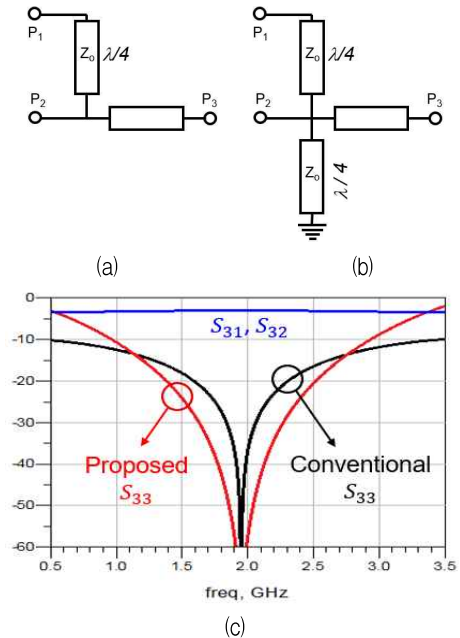 P1
Zo λ/4
P2
P3
P1
Zo λ/4
P2
P3
Zo
λ/4
(a)
(b)
0
-10
-20
-30
-40
-50
-60
S31, S32
Proposed
S33
Conventional
S33
0.5
1.0
1.5
2.0
2.5
3.0
3.5
freq, GHz
(c)